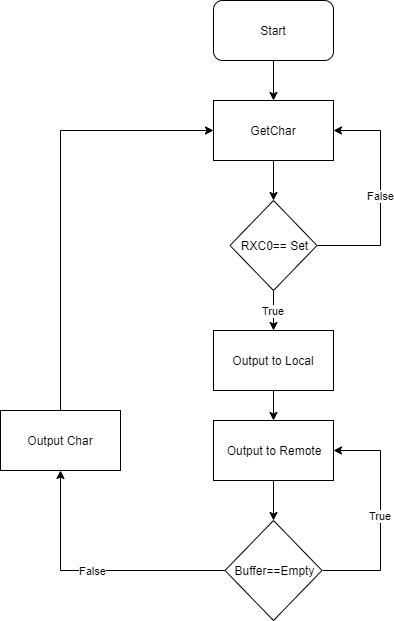 Start
GetChar
False
RXC0== Set
True
Output to Local
Output Char
Output to Remote
True
Buffer==Empty
False